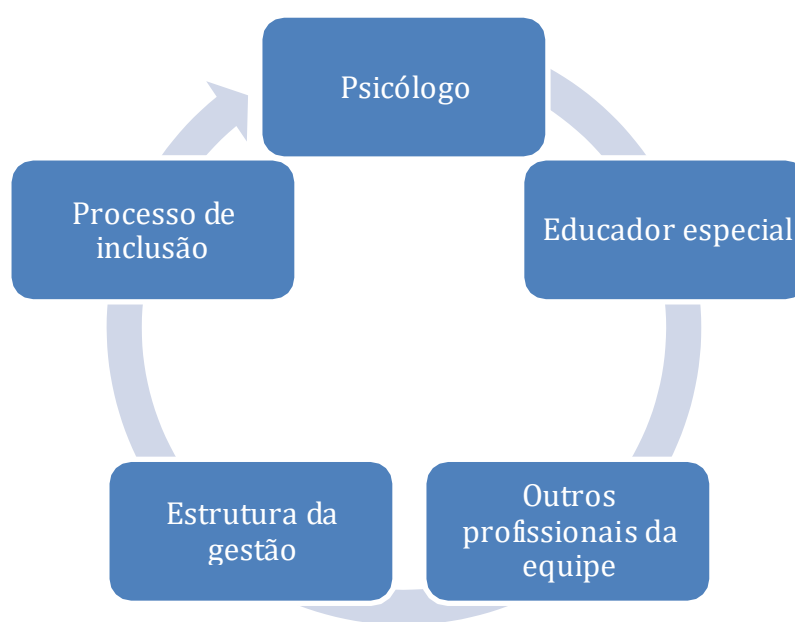 Psicólogo
Educador especial
Outros
profissionais da
equipe
Estrutura da
gestão
Processo de
inclusão